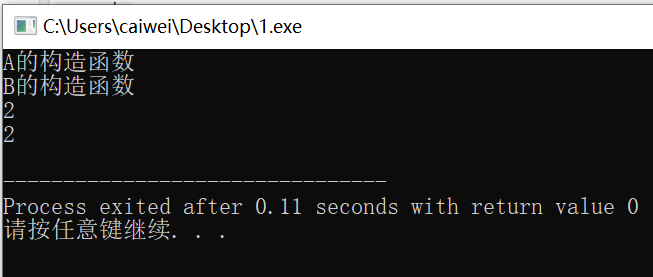 C:\Users\caiwei\Desktop\1.exe
A的构造函数
B的构造函数
2
2
--------------------------------
Process exited after 0.11 seconds with return value 0
请按任意键继续. . .